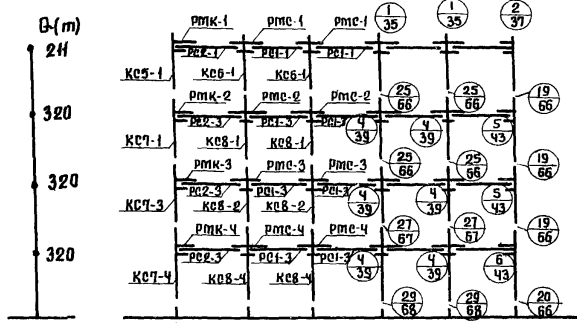 Q(т) РМК-1 РМС-1 РМС-1 1/35 1/35 2/37
211 РС2-1 РС1-1 РС1-1
КС5-1 КС6-1 КС6-1
РМК-2 РМС-2 РМС-2 25/66 25/66 19/66
320 РС2-3 РС1-3 РС1-3 4/39 4/39 5/43
КС7-1 КС8-1 КС8-1
РМК-3 РМС-3 РМС-3 25/66 25/66 19/66
320 РС2-3 РС1-3 РС1-3 4/39 4/39 5/43
КС7-3 КС8-2 КС8-2
РМК-4 РМС-4 РМС-4 27/67 27/67 19/66
320 РС2-3 РС1-3 РС1-3 4/39 4/39 6/43
КС7-4 КС8-4 КС8-4
29/68 29/68 20/66